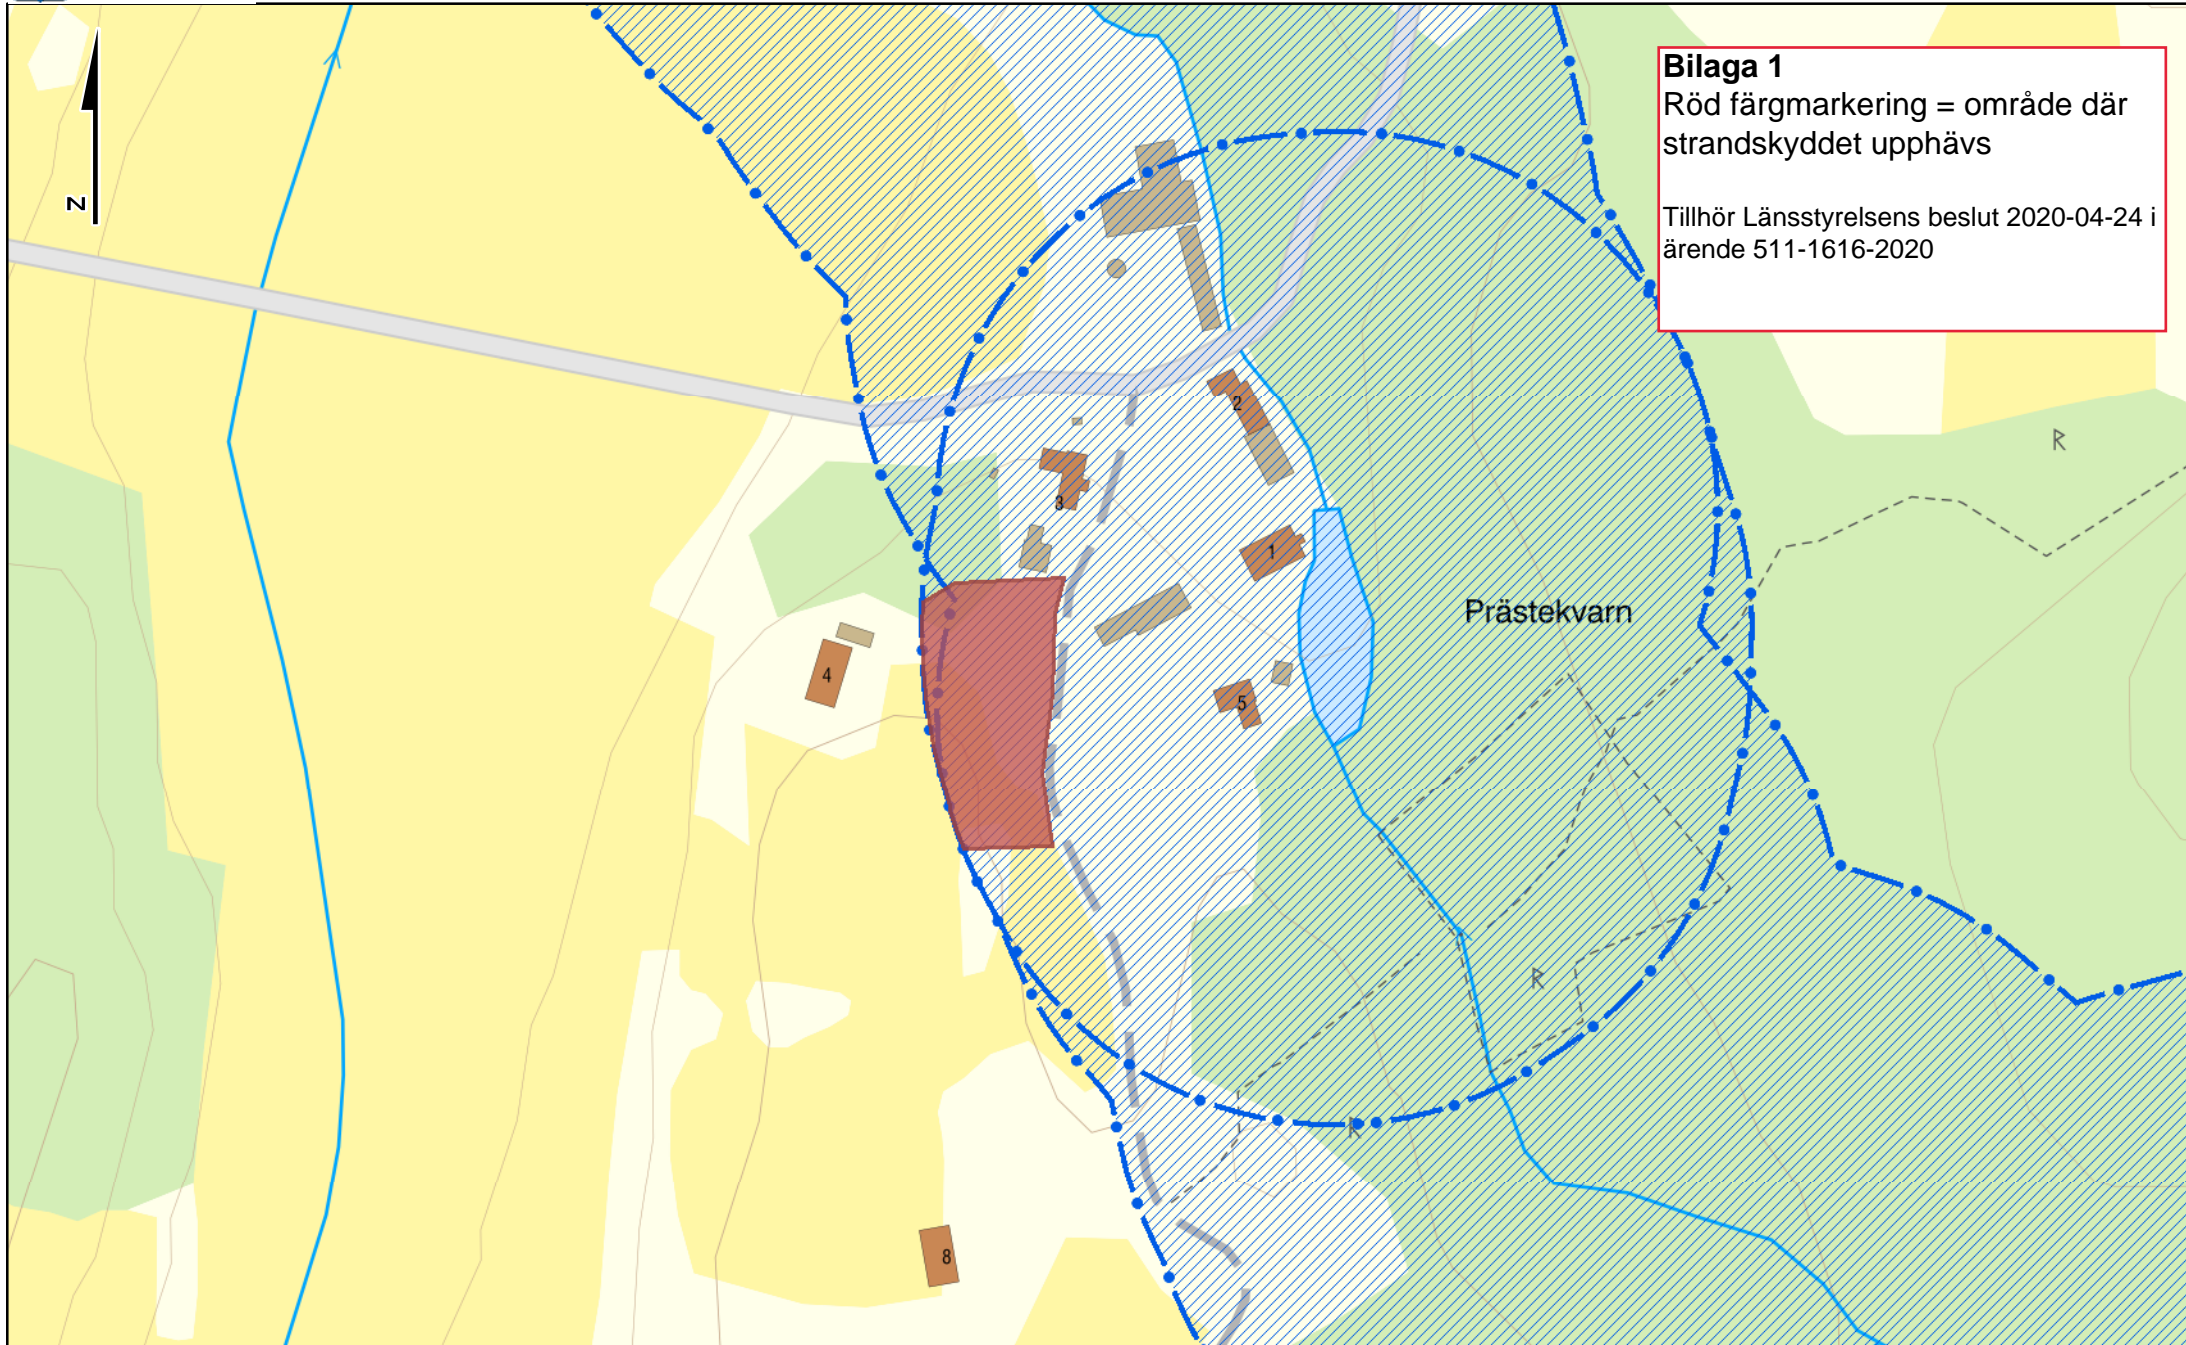 Bilaga 1
Röd färgmarkering = område där
strandskyddet upphävs
Tillhör Länsstyrelsens beslut 2020-04-24 i
ärende 511-1616-2020
N
2
R
3
1
Prästekvarn
4
5
R
R
8